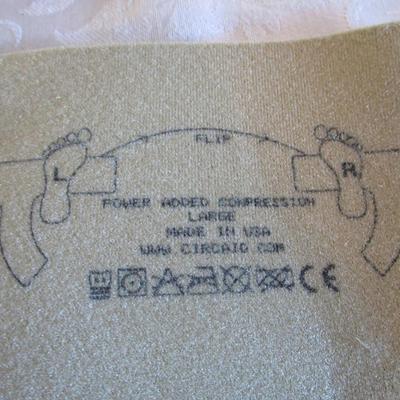 FLIP
L R
POWER ADDED COMPRESSION
LARGE
MADE IN USA
WWW.CIRCAID.COM
CE